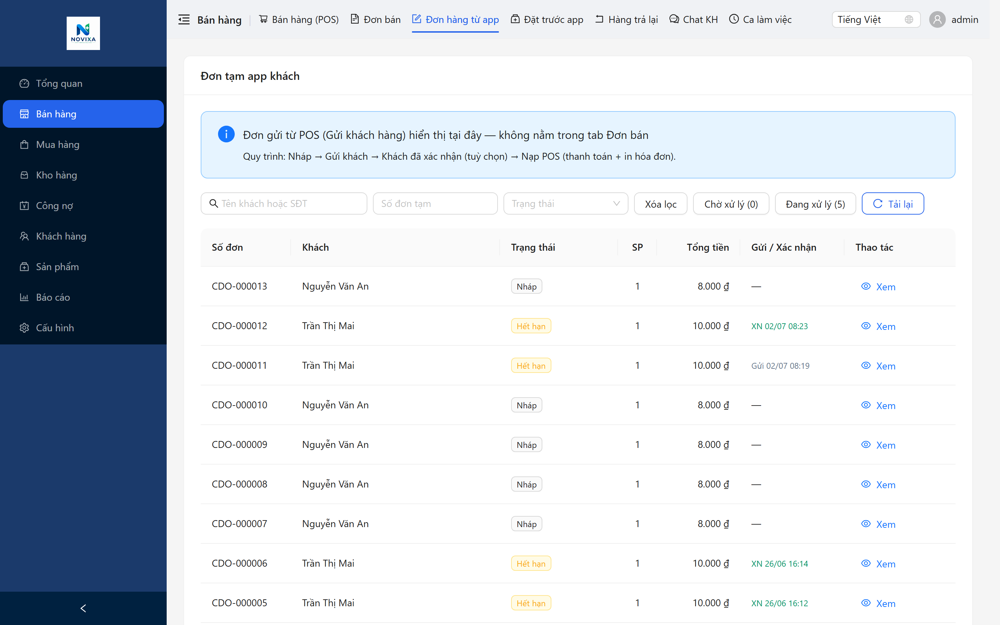 NOVIXA
Tổng quan
Bán hàng
Mua hàng
Kho hàng
Công nợ
Khách hàng
Sản phẩm
Báo cáo
Cấu hình
Bán hàng | Bán hàng (POS) Đơn bán Đơn hàng từ app Đặt trước app Hàng trả lại Chat KH Ca làm việc Tiếng Việt admin
Đơn tạm app khách
Đơn gửi từ POS (Gửi khách hàng) hiển thị tại đây — không nằm trong tab Đơn bán
Quy trình: Nháp → Gửi khách → Khách đã xác nhận (tuỳ chọn) → Nạp POS (thanh toán + in hóa đơn).
Tên khách hoặc SĐT Số đơn tạm Trạng thái Xóa lọc Chờ xử lý (0) Đang xử lý (5) Tải lại
Số đơn Khách Trạng thái SP Tổng tiền Gửi / Xác nhận Thao tác
CDO-000013 Nguyễn Văn An Nháp 1 8.000 ₫ — Xem
CDO-000012 Trần Thị Mai Hết hạn 1 10.000 ₫ XN 02/07 08:23 Xem
CDO-000011 Trần Thị Mai Hết hạn 1 10.000 ₫ Gửi 02/07 08:19 Xem
CDO-000010 Nguyễn Văn An Nháp 1 8.000 ₫ — Xem
CDO-000009 Nguyễn Văn An Nháp 1 8.000 ₫ — Xem
CDO-000008 Nguyễn Văn An Nháp 1 8.000 ₫ — Xem
CDO-000007 Nguyễn Văn An Nháp 1 8.000 ₫ — Xem
CDO-000006 Trần Thị Mai Hết hạn 1 10.000 ₫ XN 26/06 16:14 Xem
CDO-000005 Trần Thị Mai Hết hạn 1 10.000 ₫ XN 26/06 16:12 Xem